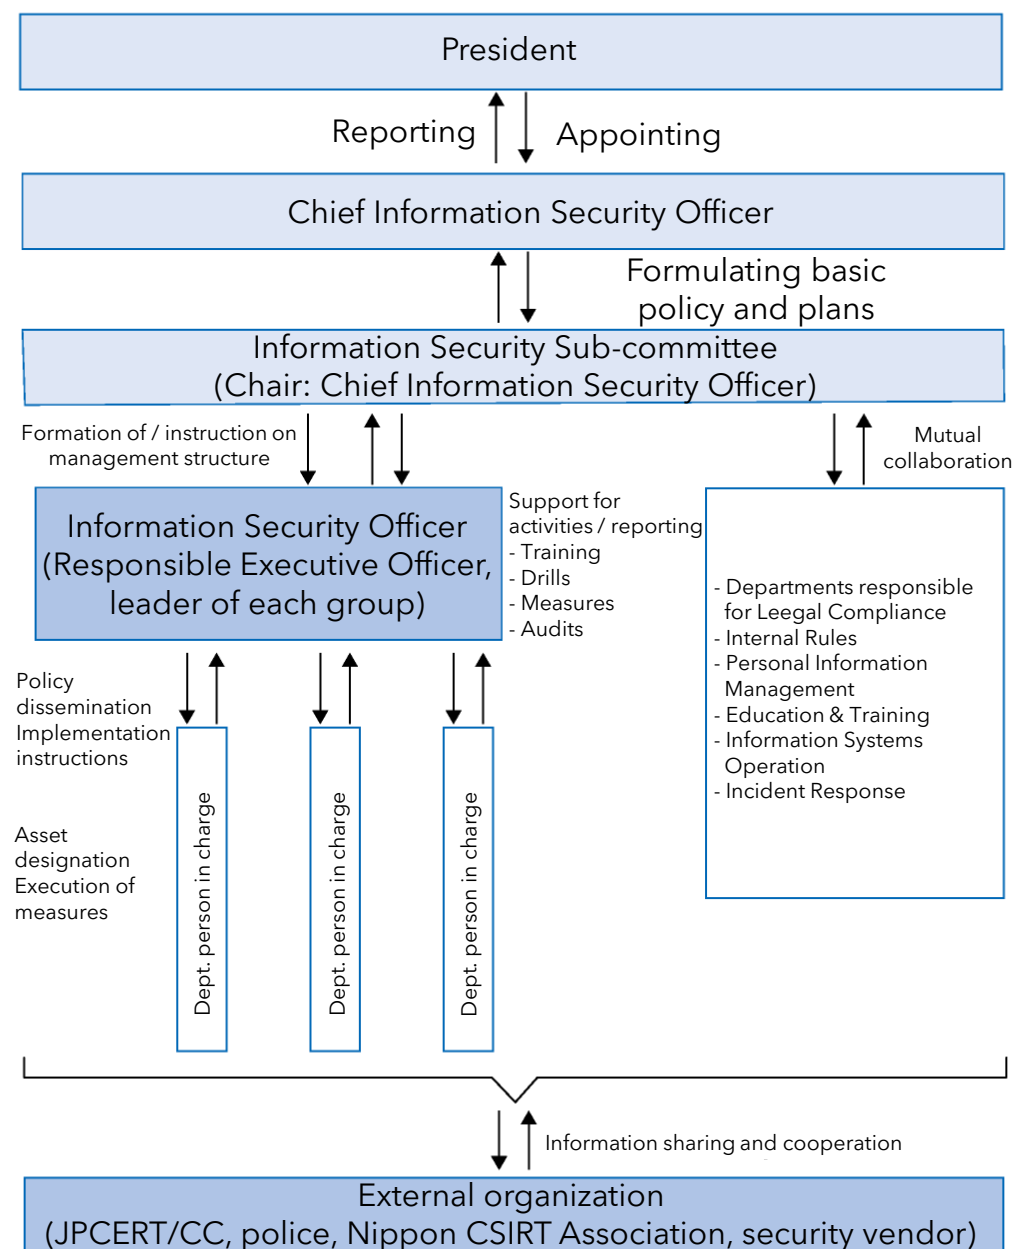 President
Reporting
Appointing
Chief Information Security Officer
Formulating basic
policy and plans
Information Security Sub-committee
(Chair: Chief Information Security Officer)
Formation of / instruction on
management structure
Mutual
collaboration
Information Security Officer
(Responsible Executive Officer,
leader of each group)
Support for
activities / reporting
- Training
- Drills
- Measures
- Audits
- Departments responsible
for Leegal Compliance
- Internal Rules
- Personal Information
Management
- Education & Training
- Information Systems
Operation
- Incident Response
Policy
dissemination
Implementation
instructions
Asset
designation
Execution of
measures
Dept. person in charge
Dept. person in charge
Dept. person in charge
Information sharing and cooperation
External organization
(JPCERT/CC, police, Nippon CSIRT Association, security vendor)